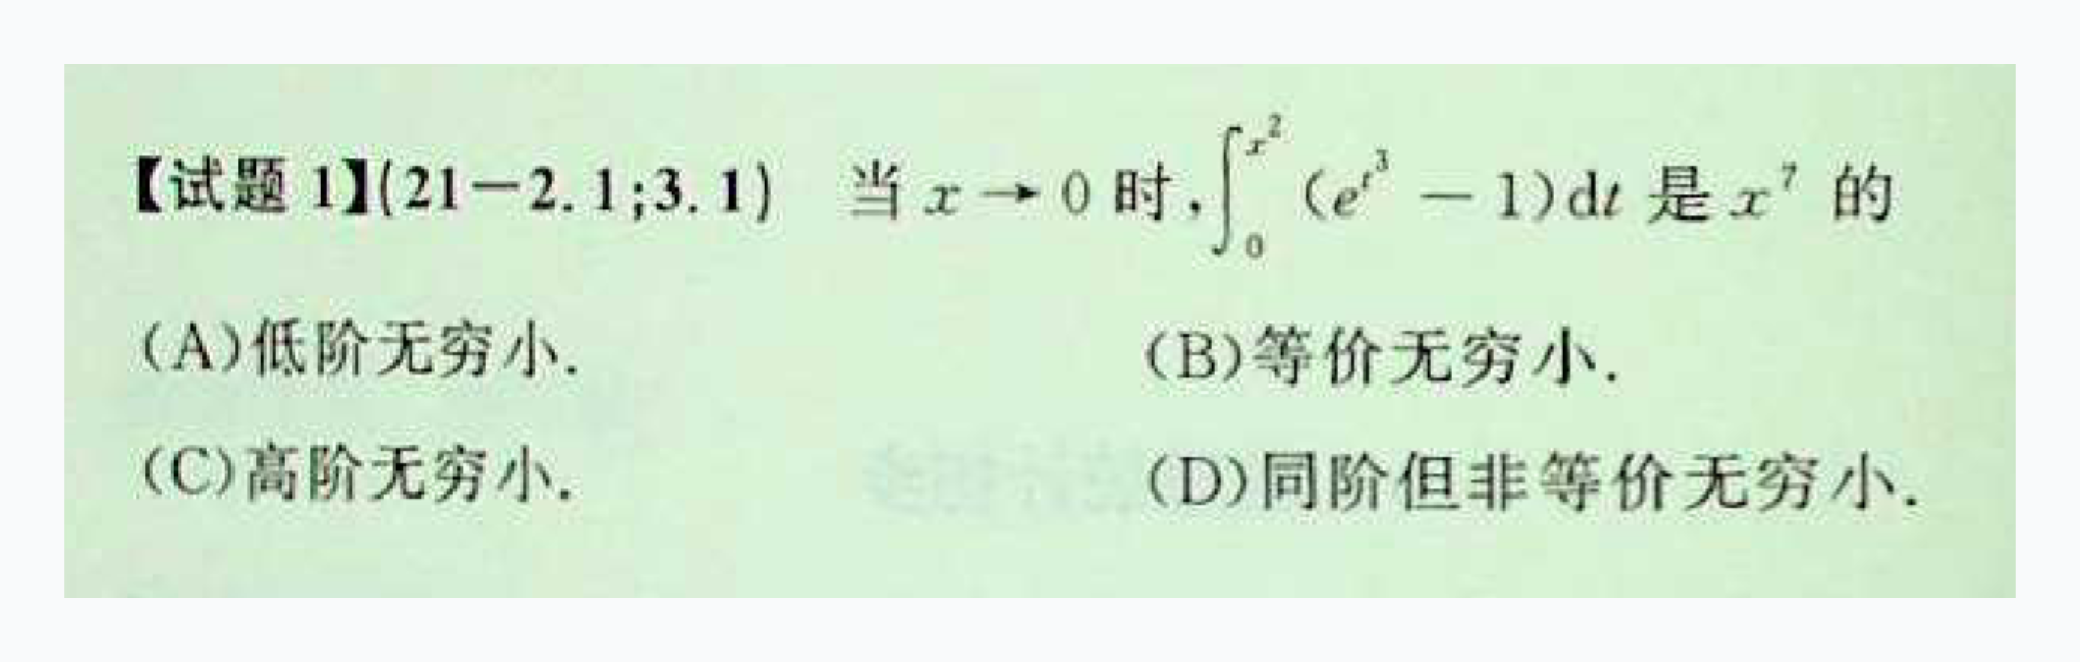 【试题 1】(21-2.1;3.1) 当 x → 0 时,∫₀^{x²} (e^{t³} - 1)dt 是 x⁷ 的
(A)低阶无穷小. (B)等价无穷小.
(C)高阶无穷小. (D)同阶但非等价无穷小.